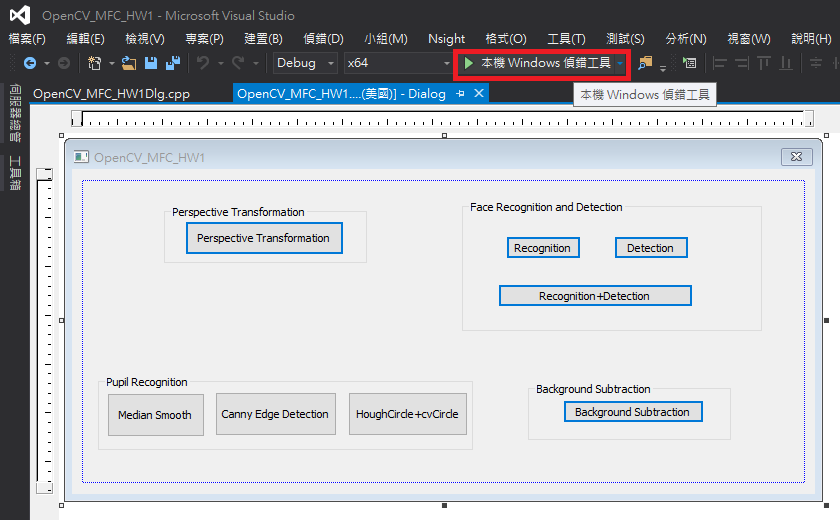 OpenCV_MFC_HW1 - Microsoft Visual Studio
檔案(F) 編輯(E) 檢視(V) 專案(P) 建置(B) 偵錯(D) 小組(M) Nsight 格式(O) 工具(T) 測試(S) 分析(N) 視窗(W) 說明(H)
Debug x64 本機 Windows 偵錯工具
伺服器總管
工具箱
OpenCV_MFC_HW1Dlg.cpp OpenCV_MFC_HW1....(美國)] - Dialog
本機 Windows 偵錯工具
OpenCV_MFC_HW1
Perspective Transformation
Perspective Transformation
Face Recognition and Detection
Recognition Detection
Recognition+Detection
Pupil Recognition
Median Smooth Canny Edge Detection HoughCircle+cvCircle
Background Subtraction
Background Subtraction